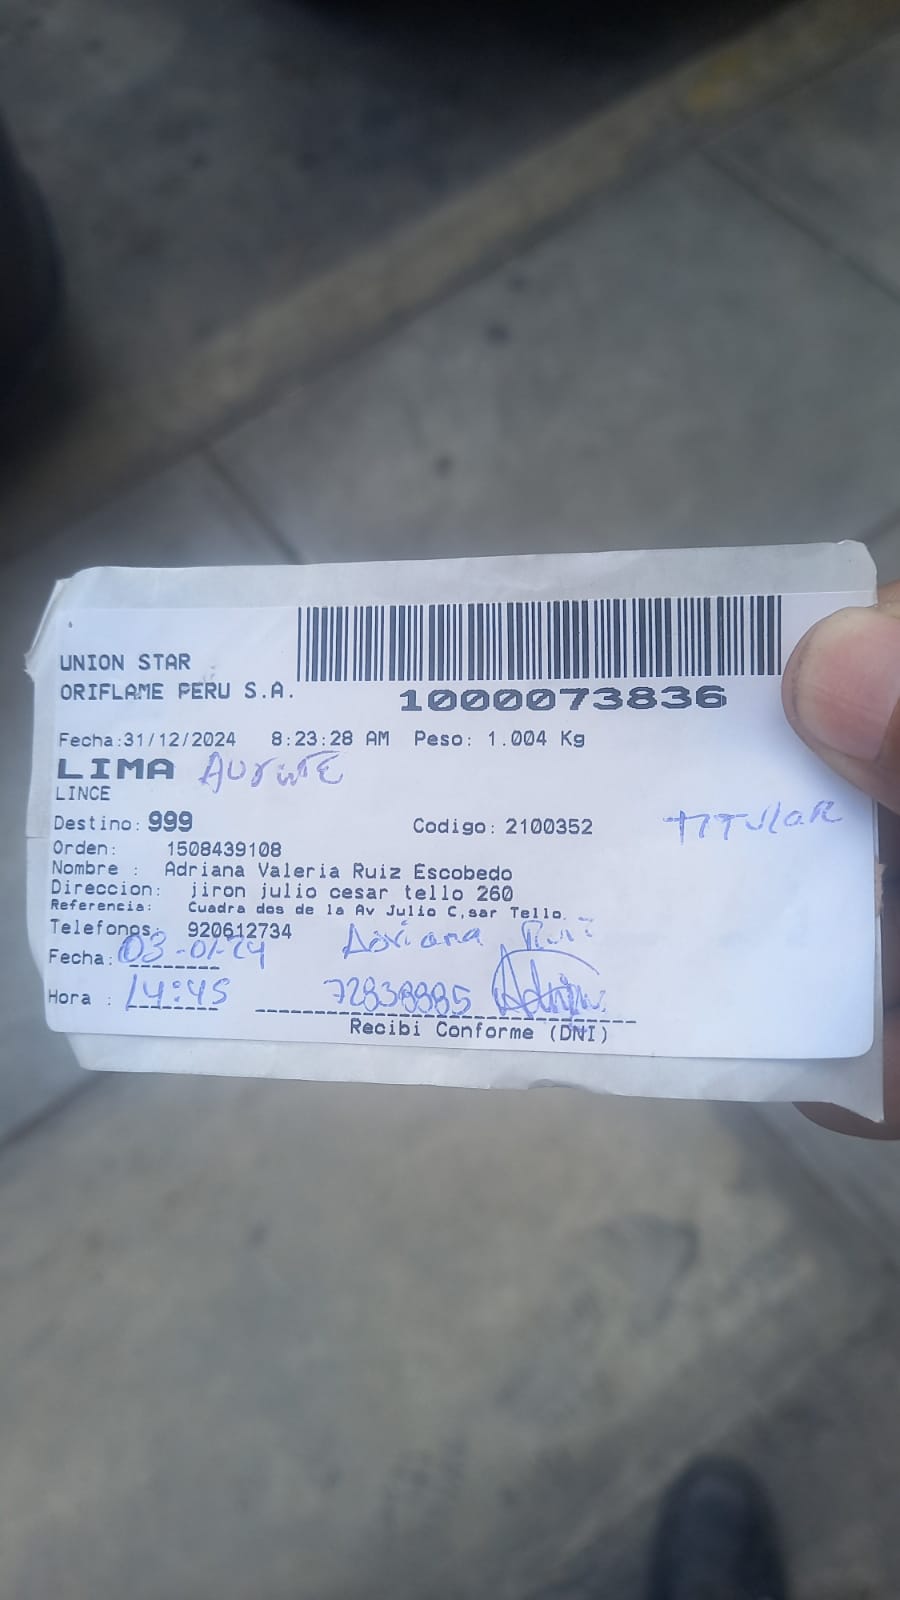 UNION STAR
ORIFLAME PERU S.A.
1000073836
Fecha:31/12/2024 8:23:28 AM Peso: 1.004 Kg
LIMA
LINCE
Destino: 999 Codigo: 2100352 TITULAR
Orden: 1508439108
Nombre : Adriana Valeria Ruiz Escobedo
Direccion: jiron julio cesar tello 260
Referencia: Cuadra dos de la Av Julio C,sar Tello.
Telefonos: 920612734 Adriana Ruiz
Fecha: 03-01-24
Hora : 14:45 72838885
Recibi Conforme (DNI)